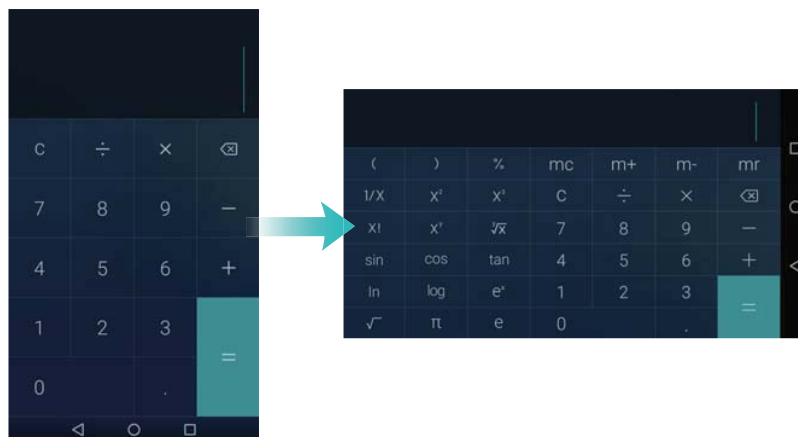 C ÷ ×
7 8 9 −
4 5 6 +
1 2 3
=
0 .
( ) % mc m+ m- mr
1/X X² X³ C ÷ ×
X! Xʸ ʸ√x 7 8 9 −
sin cos tan 4 5 6 +
ln log eˣ 1 2 3
=
√ π e 0 .